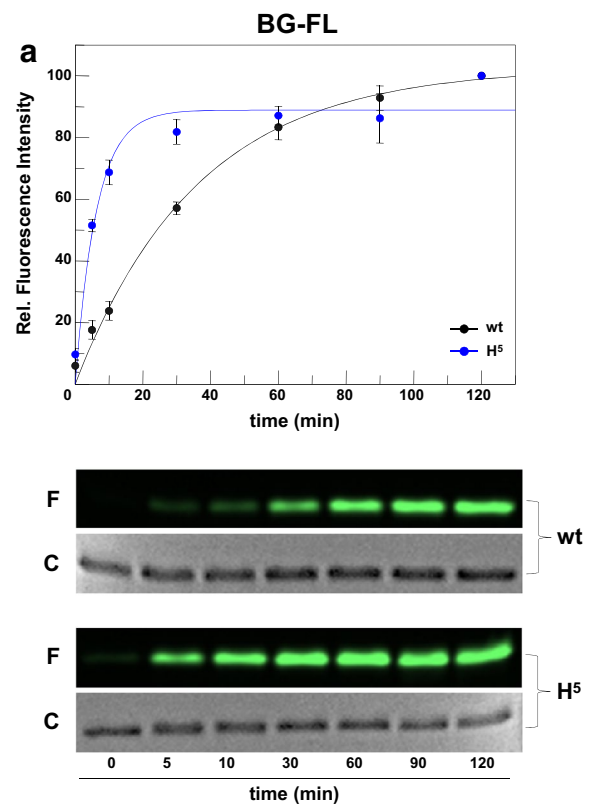 BG-FL
a
Rel. Fluorescence Intensity
100
80
60
40
20
0 20 40 60 80 100 120
time (min)
wt
H⁵
F
C
wt
F
C
H⁵
0 5 10 30 60 90 120
time (min)